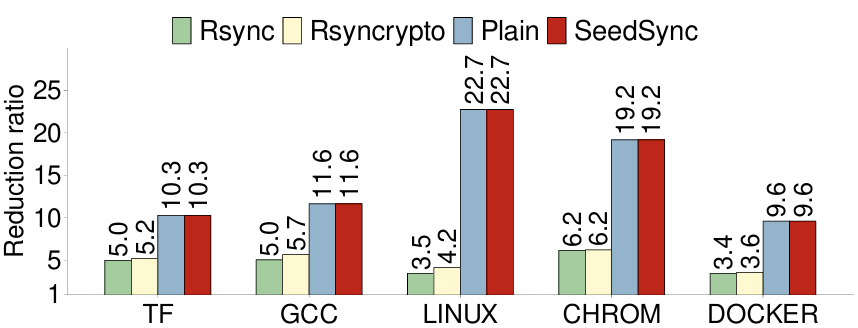 Rsync Rsyncrypto Plain SeedSync
Reduction ratio
25
20
15
10
5
1
5.0 5.2 10.3 10.3
5.0 5.7 11.6 11.6
3.5 4.2 22.7 22.7
6.2 6.2 19.2 19.2
3.4 3.6 9.6 9.6
TF GCC LINUX CHROM DOCKER